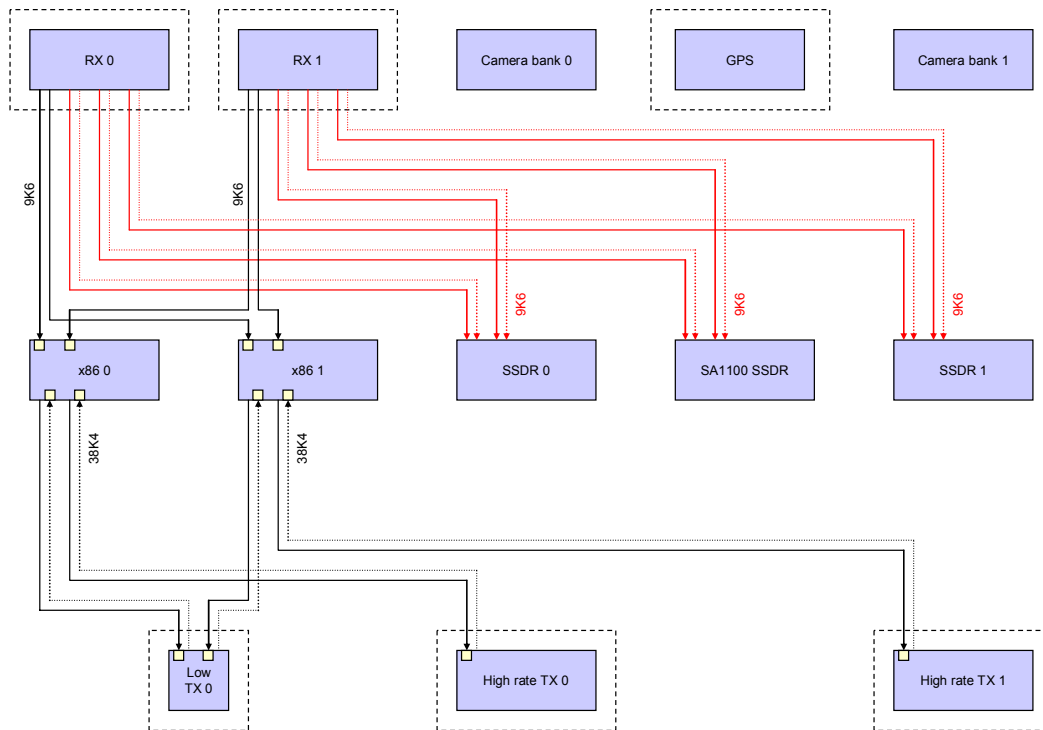 RX 0
RX 1
Camera bank 0
GPS
Camera bank 1
9K6
9K6
9K6
9K6
9K6
x86 0
x86 1
SSDR 0
SA1100 SSDR
SSDR 1
38K4
38K4
Low
TX 0
High rate TX 0
High rate TX 1